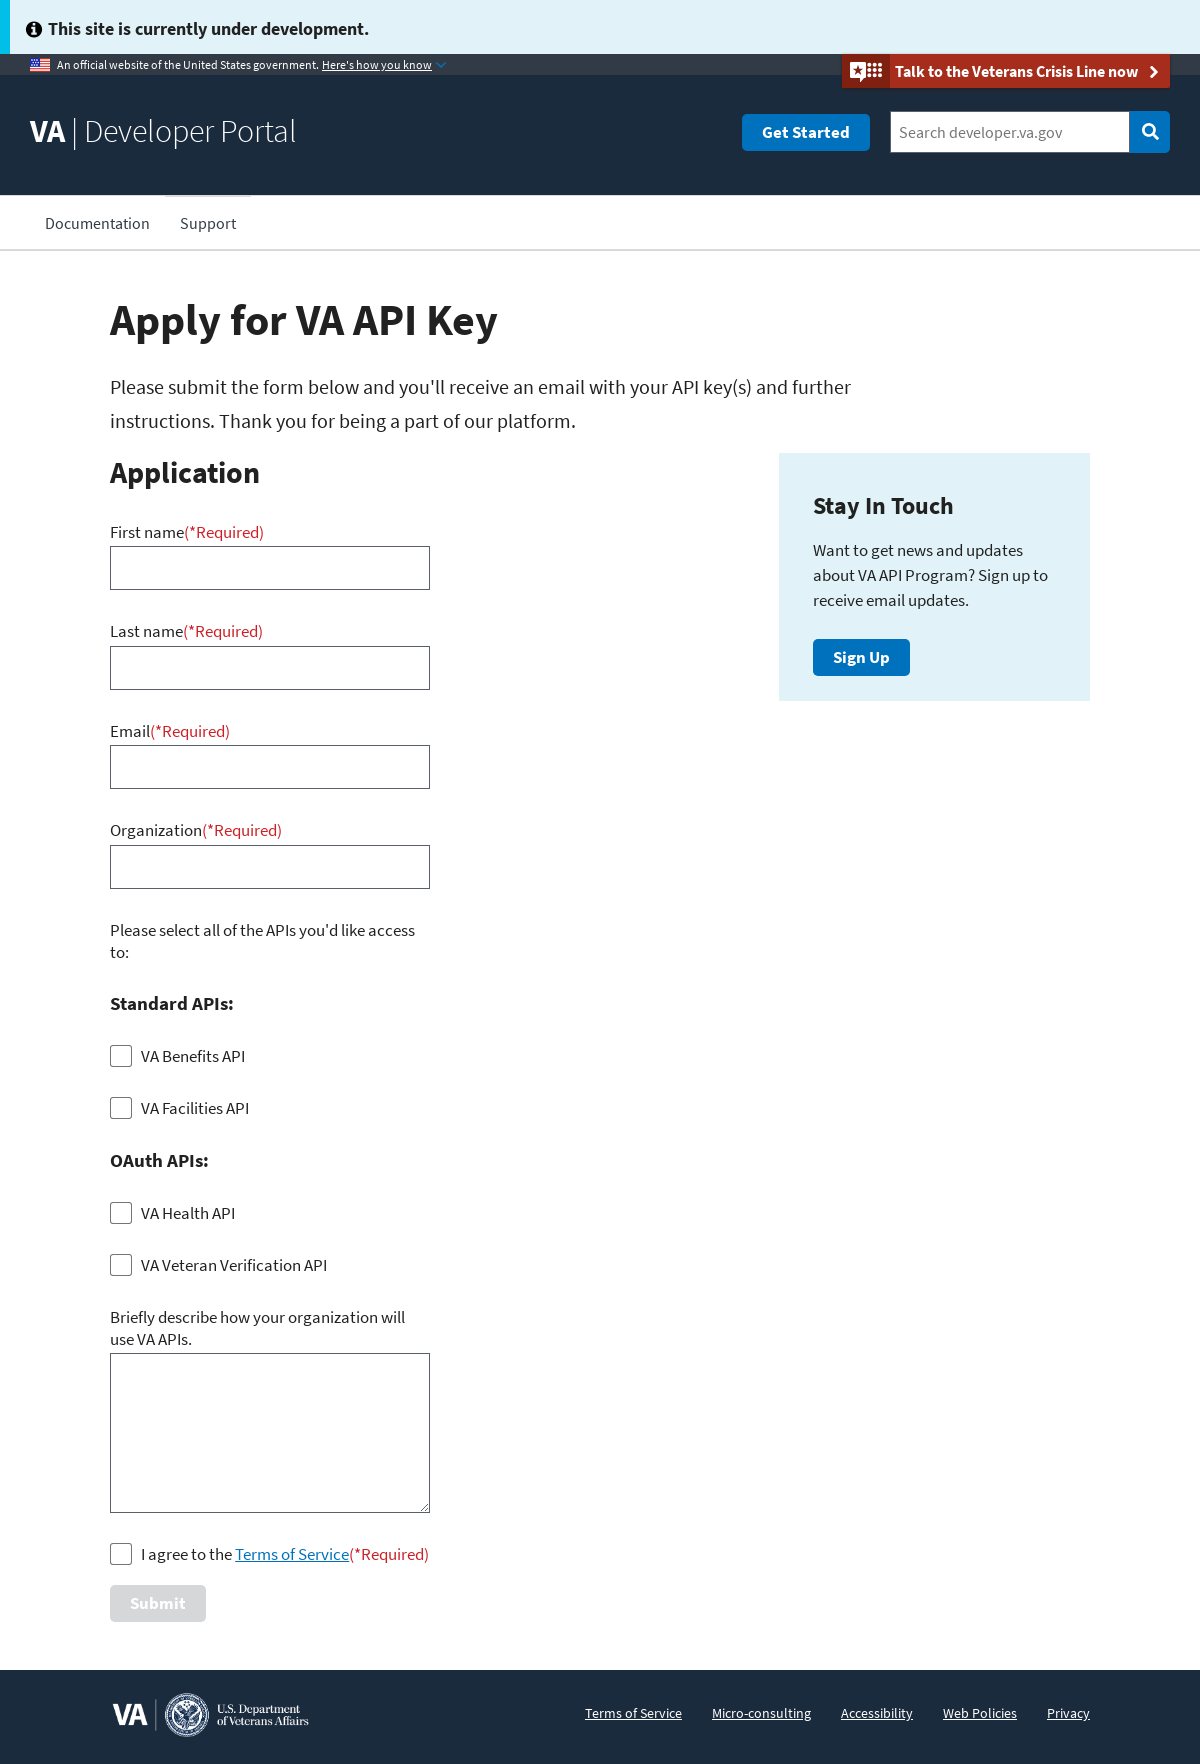 This site is currently under development.
An official website of the United States government. Here's how you know
Talk to the Veterans Crisis Line now
VA | Developer Portal
Get Started
Search developer.va.gov
Documentation
Support
Apply for VA API Key
Please submit the form below and you'll receive an email with your API key(s) and further
instructions. Thank you for being a part of our platform.
Application
First name(*Required)
Last name(*Required)
Email(*Required)
Organization(*Required)
Please select all of the APIs you'd like access
to:
Standard APIs:
VA Benefits API
VA Facilities API
OAuth APIs:
VA Health API
VA Veteran Verification API
Briefly describe how your organization will
use VA APIs.
I agree to the Terms of Service(*Required)
Submit
Stay In Touch
Want to get news and updates
about VA API Program? Sign up to
receive email updates.
Sign Up
VA
U.S. Department
of Veterans Affairs
Terms of Service
Micro-consulting
Accessibility
Web Policies
Privacy